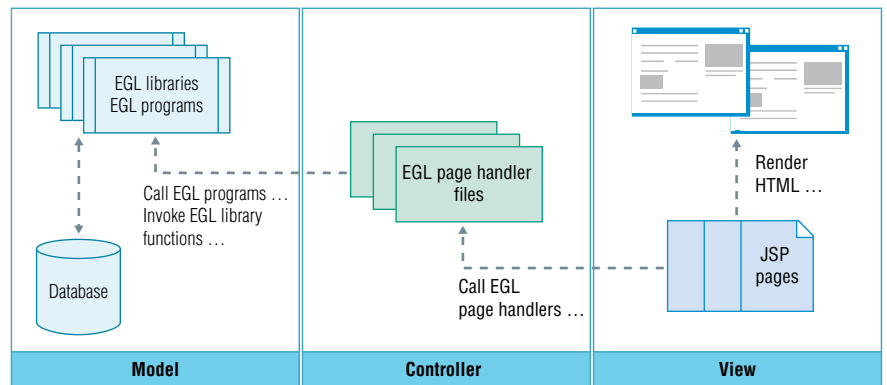 EGL libraries
EGL programs
Call EGL programs …
Invoke EGL library
functions …
Database
Model
EGL page handler
files
Call EGL
page handlers …
Controller
Render
HTML …
JSP
pages
View